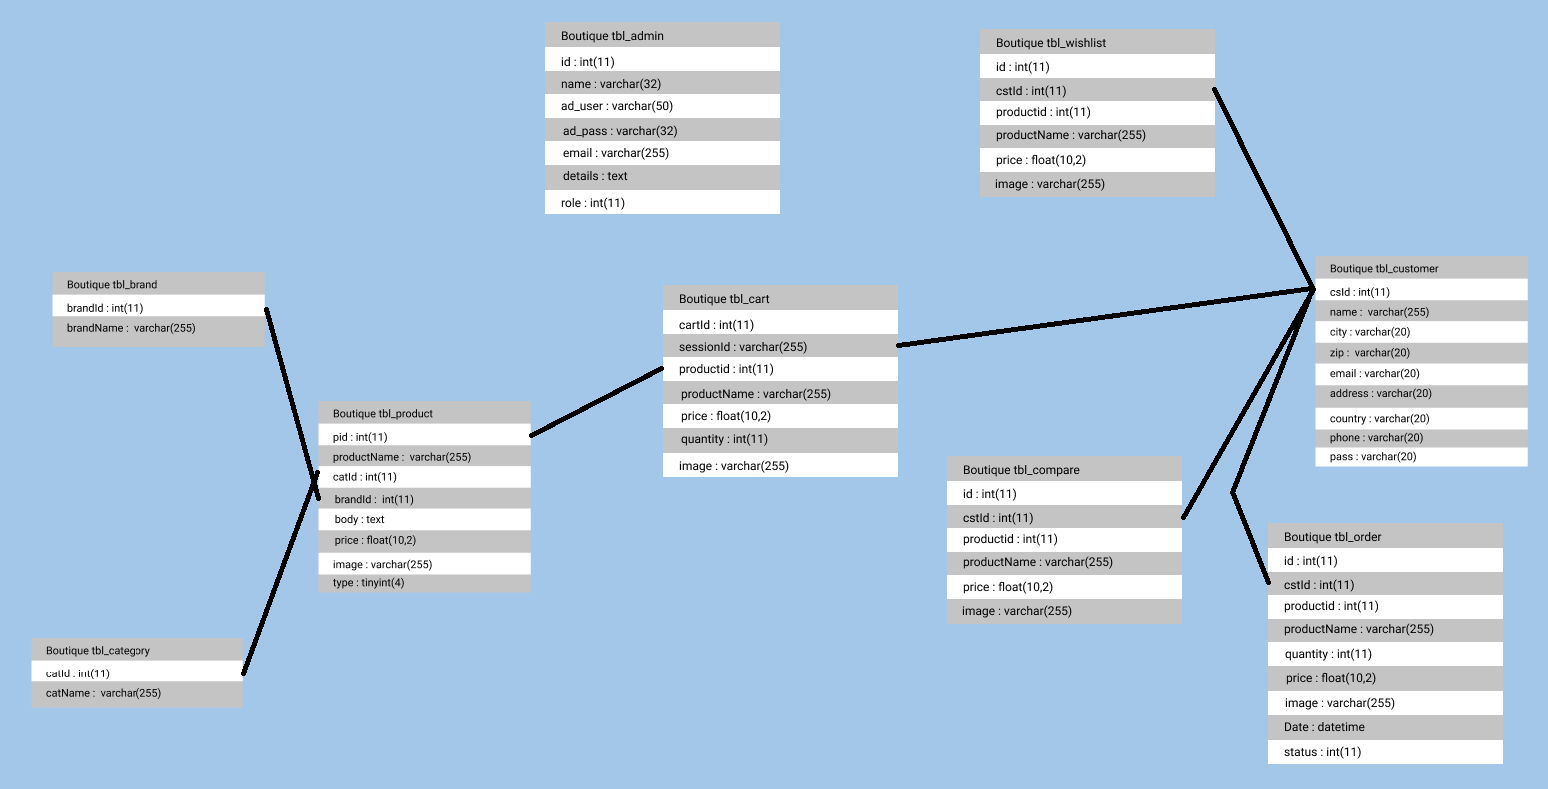 Boutique tbl_admin
id : int(11)
name : varchar(32)
ad_user : varchar(50)
ad_pass : varchar(32)
email : varchar(255)
details : text
role : int(11)
Boutique tbl_wishlist
id : int(11)
cstId : int(11)
productid : int(11)
productName : varchar(255)
price : float(10,2)
image : varchar(255)
Boutique tbl_brand
brandId : int(11)
brandName : varchar(255)
Boutique tbl_cart
cartId : int(11)
sessionId : varchar(255)
productid : int(11)
productName : varchar(255)
price : float(10,2)
quantity : int(11)
image : varchar(255)
Boutique tbl_customer
csId : int(11)
name : varchar(255)
city : varchar(20)
zip : varchar(20)
email : varchar(20)
address : varchar(20)
country : varchar(20)
phone : varchar(20)
pass : varchar(20)
Boutique tbl_product
pid : int(11)
productName : varchar(255)
catId : int(11)
brandId : int(11)
body : text
price : float(10,2)
image : varchar(255)
type : tinyint(4)
Boutique tbl_compare
id : int(11)
cstId : int(11)
productid : int(11)
productName : varchar(255)
price : float(10,2)
image : varchar(255)
Boutique tbl_order
id : int(11)
cstId : int(11)
productid : int(11)
productName : varchar(255)
quantity : int(11)
price : float(10,2)
image : varchar(255)
Date : datetime
status : int(11)
Boutique tbl_category
catId : int(11)
catName : varchar(255)